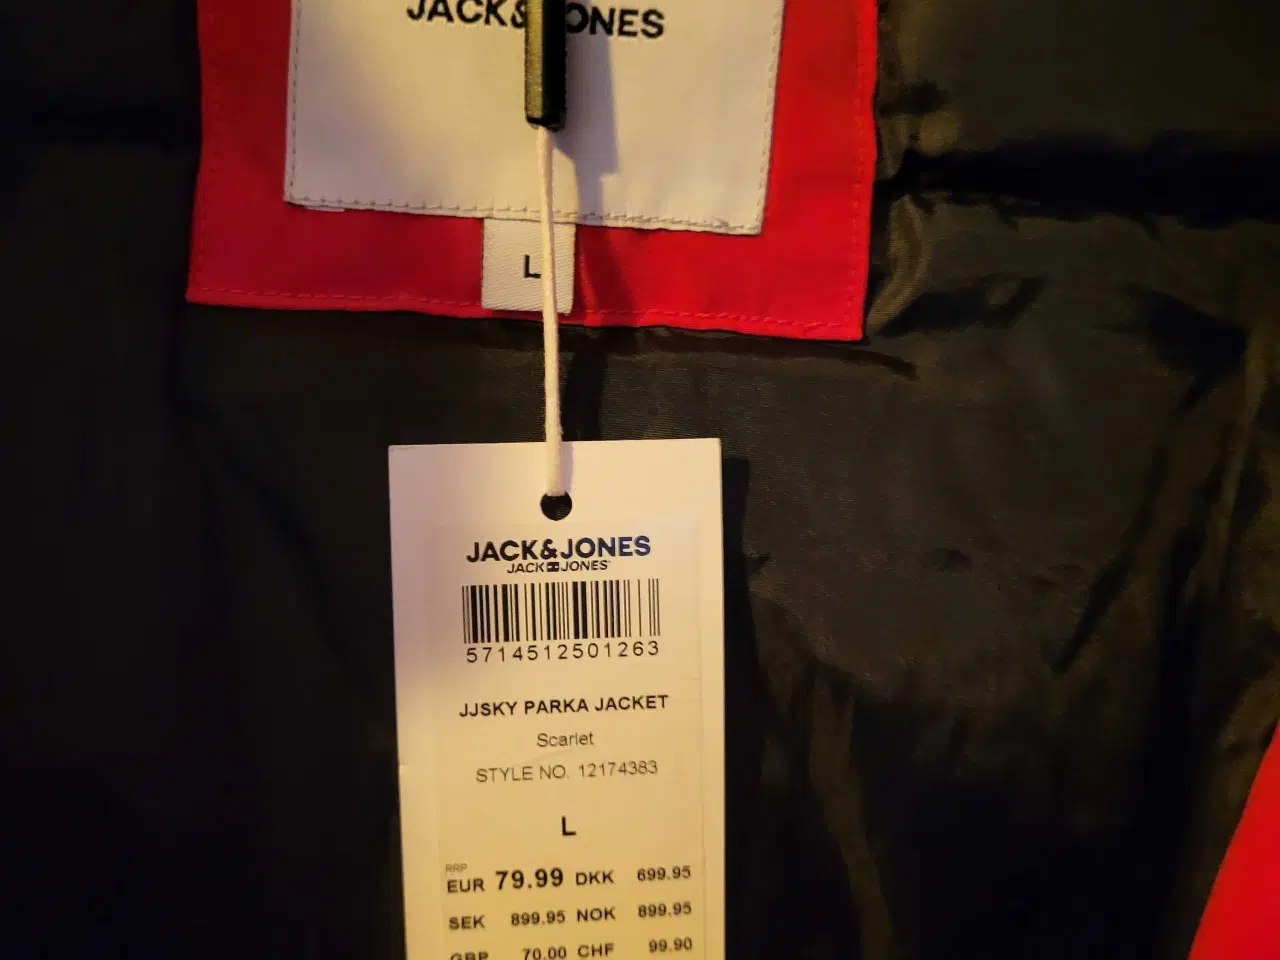 JACK&JONES
L
JACK&JONES
JACK JONES
5714512501263
JJSKY PARKA JACKET
Scarlet
STYLE NO. 12174383
L
RRP
EUR 79.99 DKK 699.95
SEK 899.95 NOK 899.95
GBP 70.00 CHF 99.90